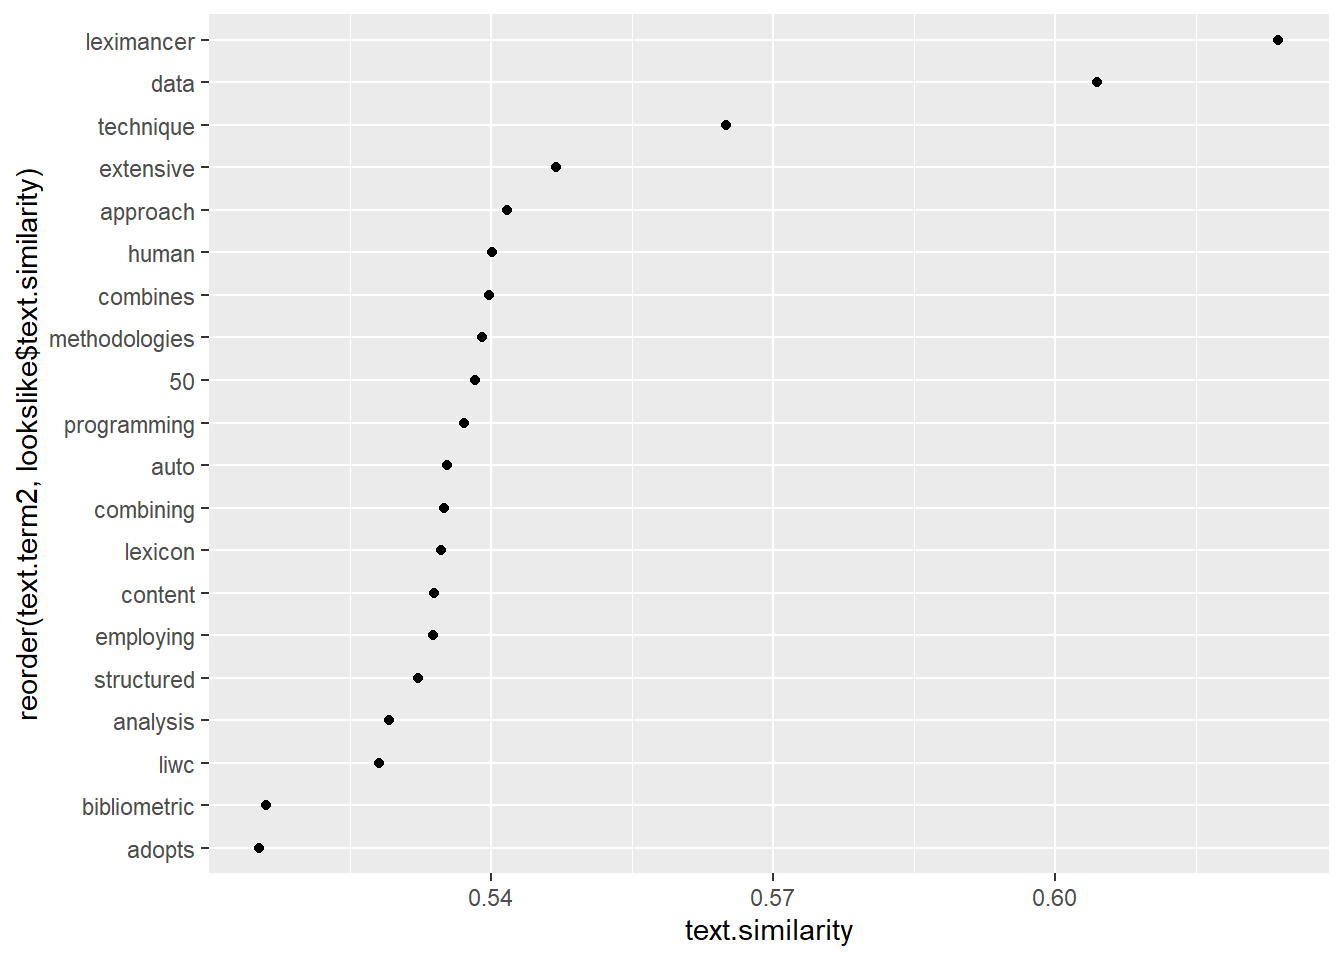 reorder(text.term2, lookslike$text.similarity)
leximancer
data
technique
extensive
approach
human
combines
methodologies
50
programming
auto
combining
lexicon
content
employing
structured
analysis
liwc
bibliometric
adopts
0.54 0.57 0.60
text.similarity